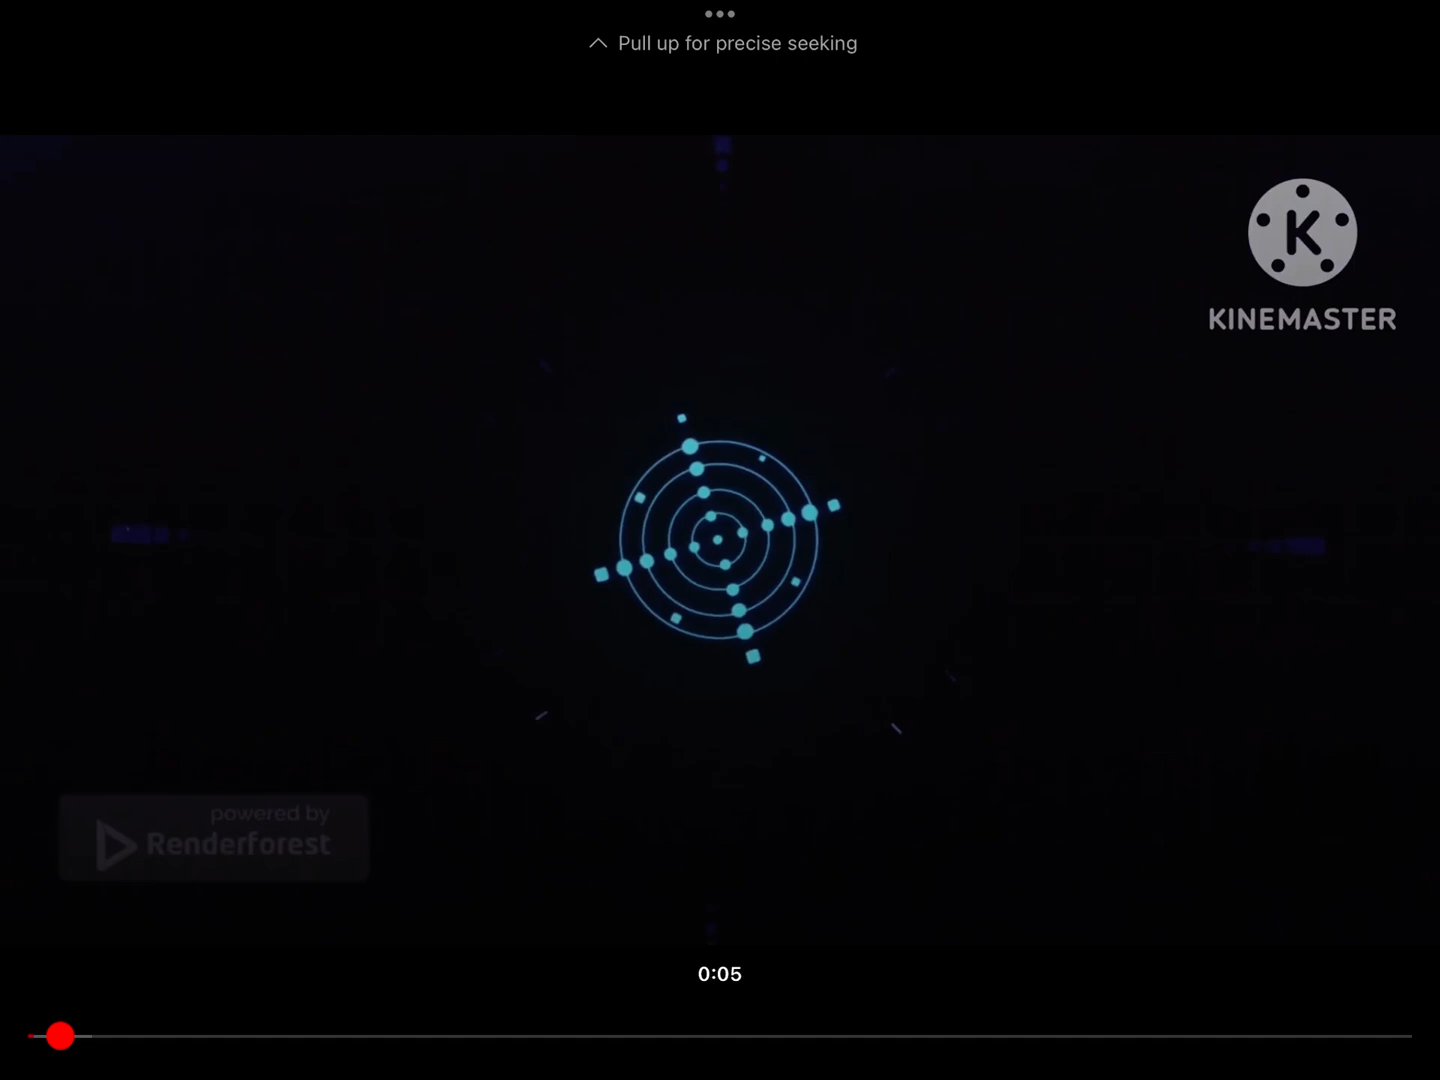 Pull up for precise seeking
K
KINEMASTER
powered by
Renderforest
0:05